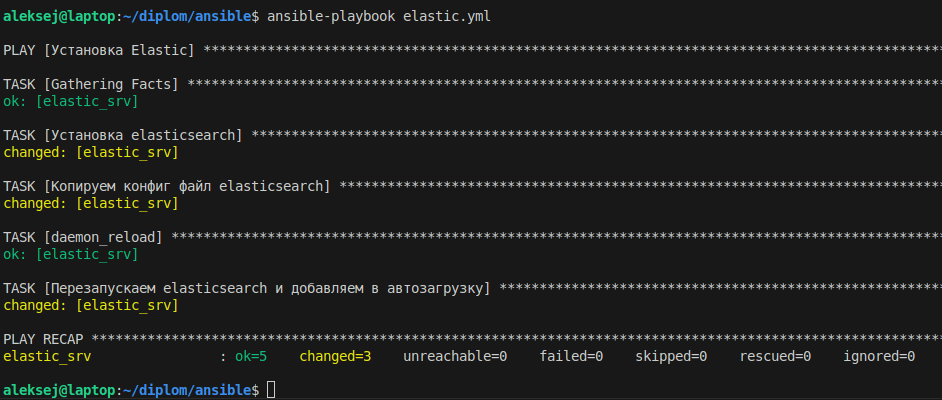 aleksej@laptop:~/diplom/ansible$ ansible-playbook elastic.yml
PLAY [Установка Elastic] *********************************************************************************************
TASK [Gathering Facts] ***********************************************************************************************
ok: [elastic_srv]
TASK [Установка elasticsearch] ***************************************************************************************
changed: [elastic_srv]
TASK [Копируем конфиг файл elasticsearch] ****************************************************************************
changed: [elastic_srv]
TASK [daemon_reload] *************************************************************************************************
ok: [elastic_srv]
TASK [Перезапускаем elasticsearch и добавляем в автозагрузку] ********************************************************
changed: [elastic_srv]
PLAY RECAP ***********************************************************************************************************
elastic_srv                : ok=5    changed=3    unreachable=0    failed=0    skipped=0    rescued=0    ignored=0
aleksej@laptop:~/diplom/ansible$